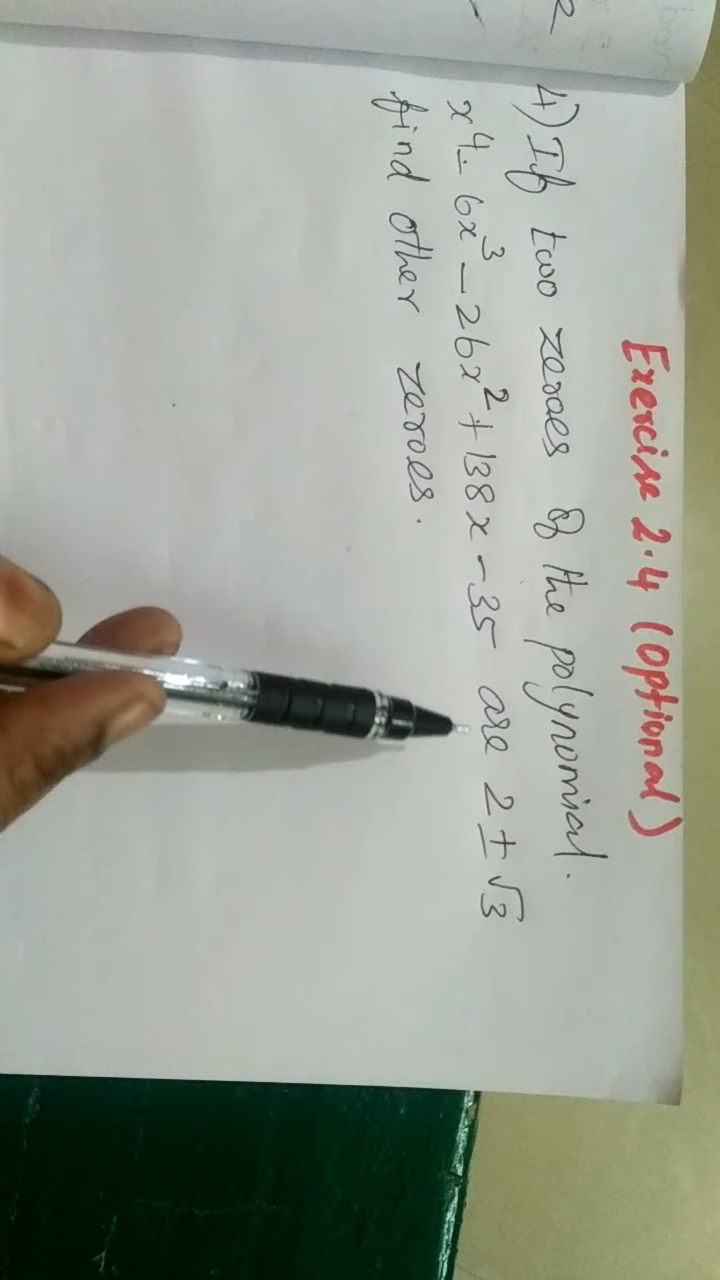 Exercise 2.4 (Optional)
4) If two zeroes of the polynomial.
x⁴- 6x³ - 26x² + 138x - 35 are 2 ± √3
find other zeroes.